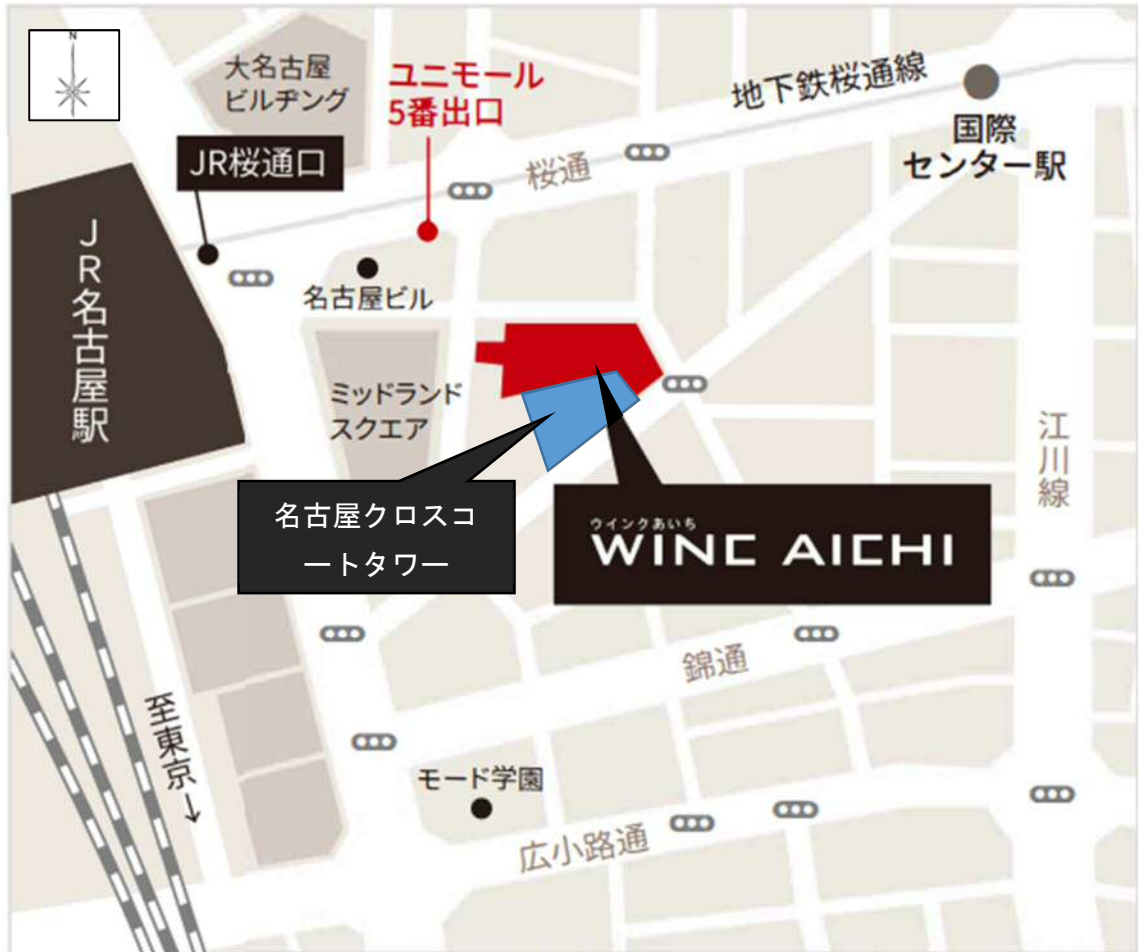 N
大名古屋
ビルヂング
ユニモール
5番出口
地下鉄桜通線
国際
センター駅
JR桜通口
桜通
JR名古屋駅
名古屋ビル
ミッドランド
スクエア
江川線
名古屋クロスコ
ートタワー
ウインクあいち
WINC AICHI
錦通
至東京→
モード学園
広小路通